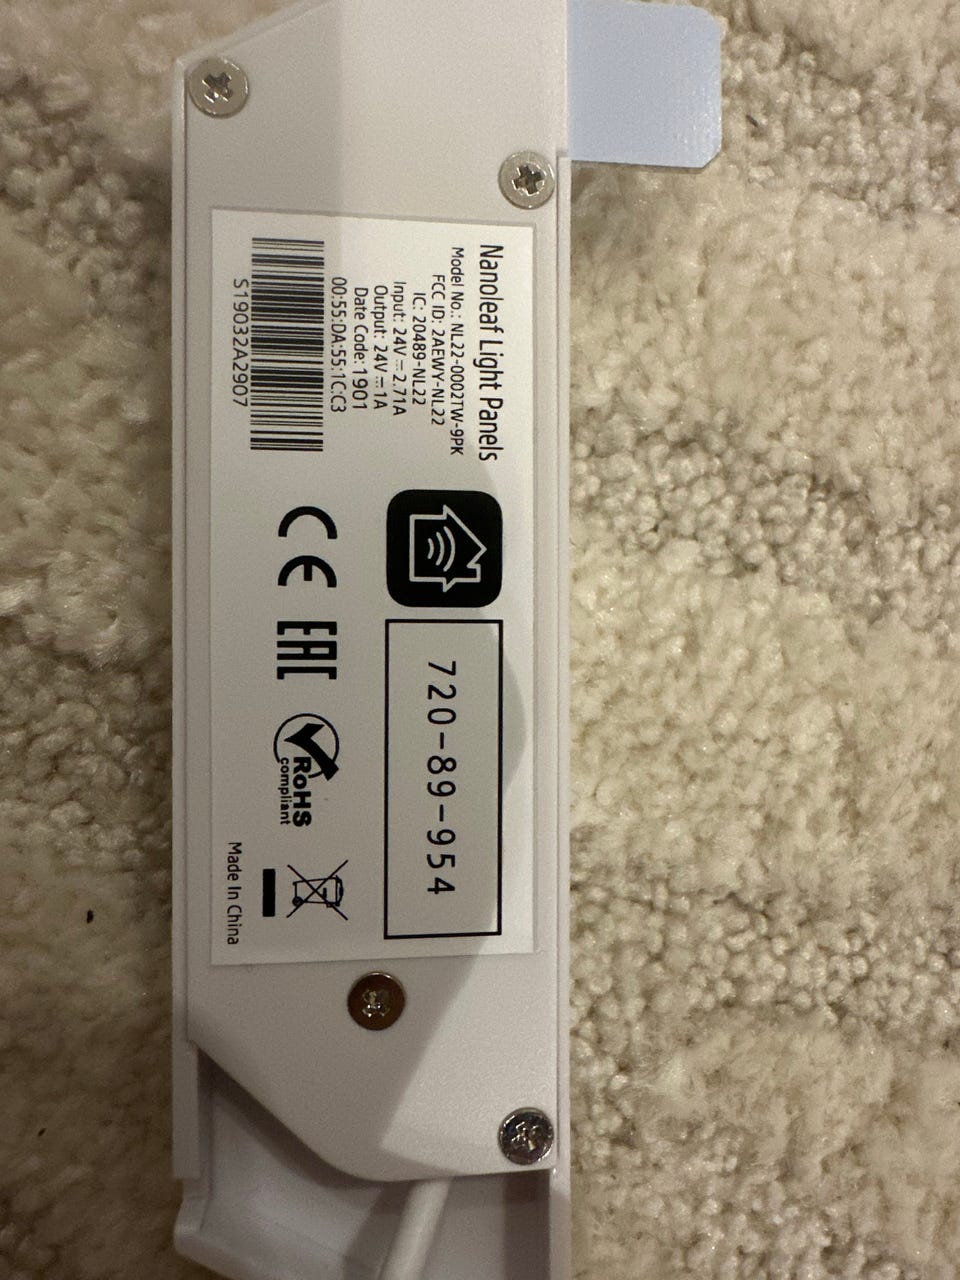 Nanoleaf Light Panels
Model No.: NL22-0002TW-9PK
FCC ID: 2AEWY-NL22
IC: 20489-NL22
Input: 24V ⎓ 2.71A
Output: 24V ⎓ 1A
Date Code: 1901
00:55:DA:55:1C:C3
S19032A2907
720-89-954
CE
EAC
RoHS
compliant
Made In China